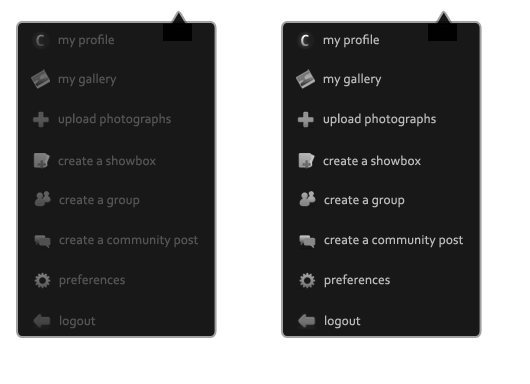 C my profile
my gallery
upload photographs
create a showbox
create a group
create a community post
preferences
logout
C my profile
my gallery
upload photographs
create a showbox
create a group
create a community post
preferences
logout